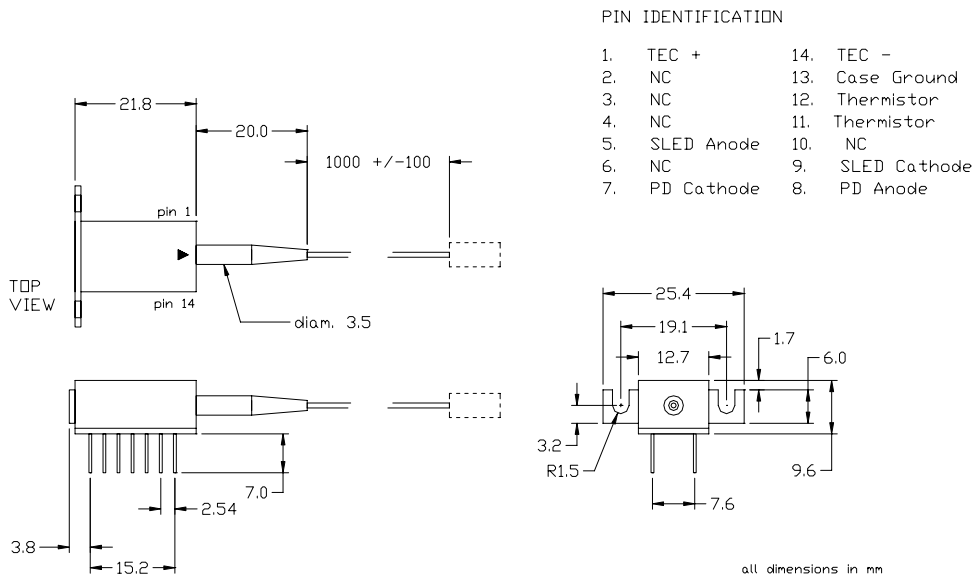 PIN IDENTIFICATION
1. TEC + 14. TEC -
2. NC 13. Case Ground
3. NC 12. Thermistor
4. NC 11. Thermistor
5. SLED Anode 10. NC
6. NC 9. SLED Cathode
7. PD Cathode 8. PD Anode
21.8
20.0
1000 +/-100
pin 1
TOP
VIEW
pin 14
diam. 3.5
25.4
19.1
1.7
12.7
6.0
3.2
R1.5
9.6
7.0
2.54
7.6
3.8
15.2
all dimensions in mm